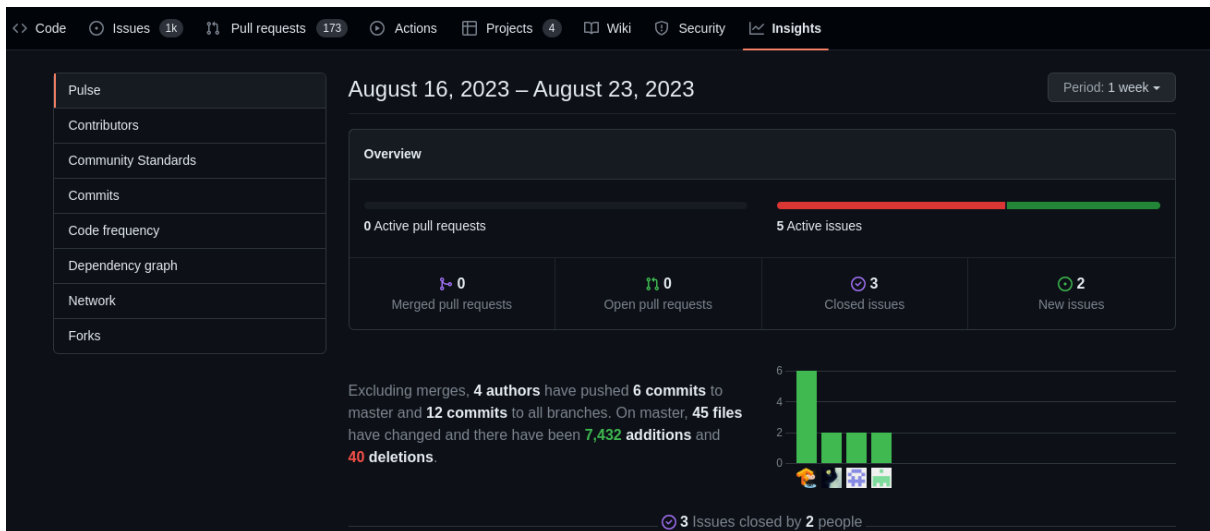 Code Issues 1k Pull requests 173 Actions Projects 4 Wiki Security Insights
Pulse
Contributors
Community Standards
Commits
Code frequency
Dependency graph
Network
Forks
August 16, 2023 – August 23, 2023
Period: 1 week
Overview
0 Active pull requests
5 Active issues
0
Merged pull requests
0
Open pull requests
3
Closed issues
2
New issues
Excluding merges, 4 authors have pushed 6 commits to
master and 12 commits to all branches. On master, 45 files
have changed and there have been 7,432 additions and
40 deletions.
6
4
2
0
3 Issues closed by 2 people